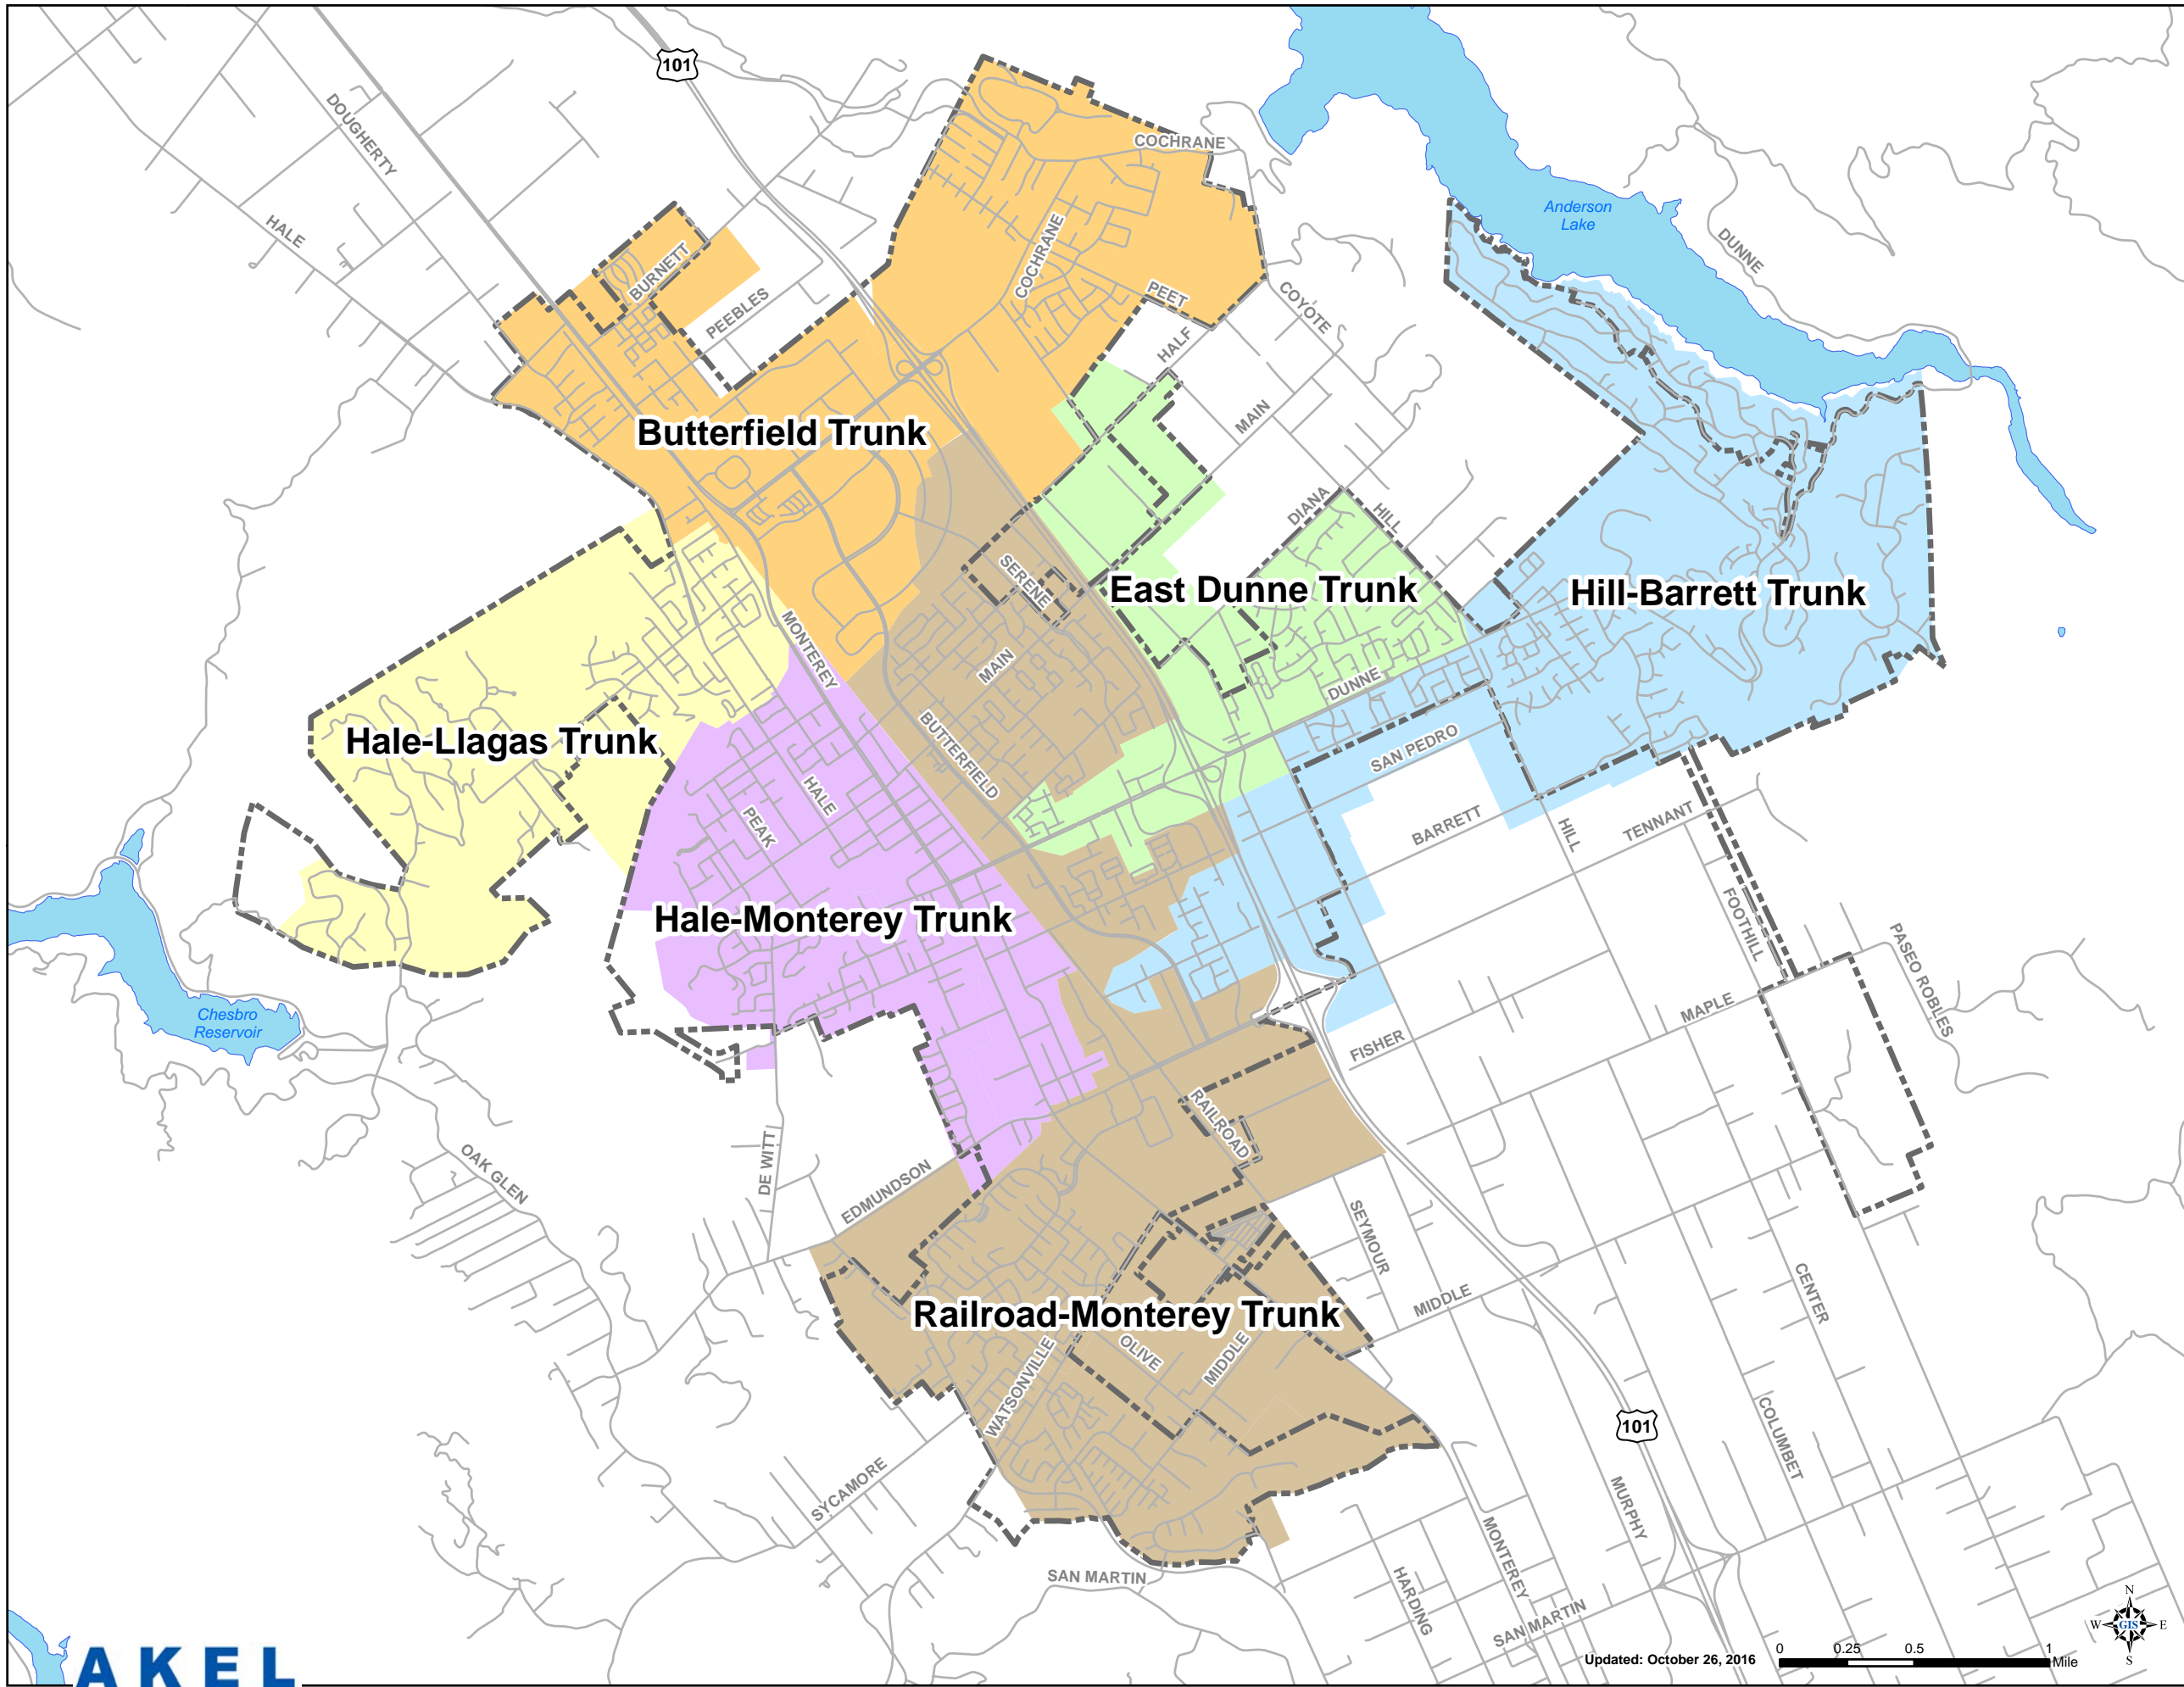 101
COCHRANE
DOUGHERTY
HALE
Anderson
Lake
DUNNE
BURNETT
COCHRANE
PEEBLES
PEET
COYOTE
HALF
MAIN
Butterfield Trunk
DIANA
HILL
SERENE
East Dunne Trunk
Hill-Barrett Trunk
MONTEREY
MAIN
DUNNE
BUTTERFIELD
SAN PEDRO
Hale-Llagas Trunk
HALE
PEAK
BARRETT
HILL
TENNANT
Hale-Monterey Trunk
FOOTHILL
PASEO ROBLES
Chesbro
Reservoir
MAPLE
FISHER
RAILROAD
OAK GLEN
DE WITT
EDMUNDSON
SEYMOUR
CENTER
MIDDLE
Railroad-Monterey Trunk
OLIVE
MIDDLE
WATSONVILLE
101
COLUMBET
SYCAMORE
MURPHY
MONTEREY
SAN MARTIN
HARDING
SAN MARTIN
N
W
GIS
E
S
0
0.25
0.5
1
Updated: October 26, 2016
Mile
AKEL